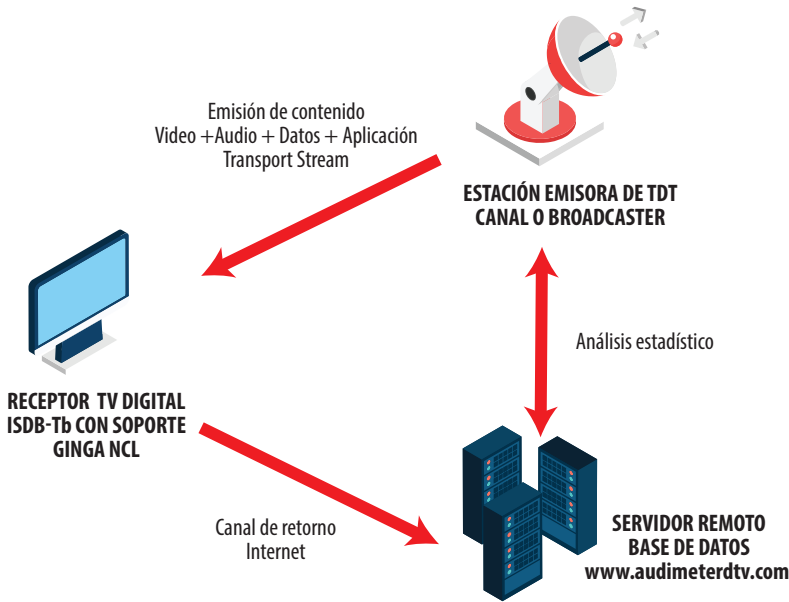 Emisión de contenido
Video +Audio + Datos + Aplicación
Transport Stream
ESTACIÓN EMISORA DE TDT
CANAL O BROADCASTER
Análisis estadístico
RECEPTOR TV DIGITAL
ISDB-Tb CON SOPORTE
GINGA NCL
Canal de retorno
Internet
SERVIDOR REMOTO
BASE DE DATOS
www.audimeterdtv.com